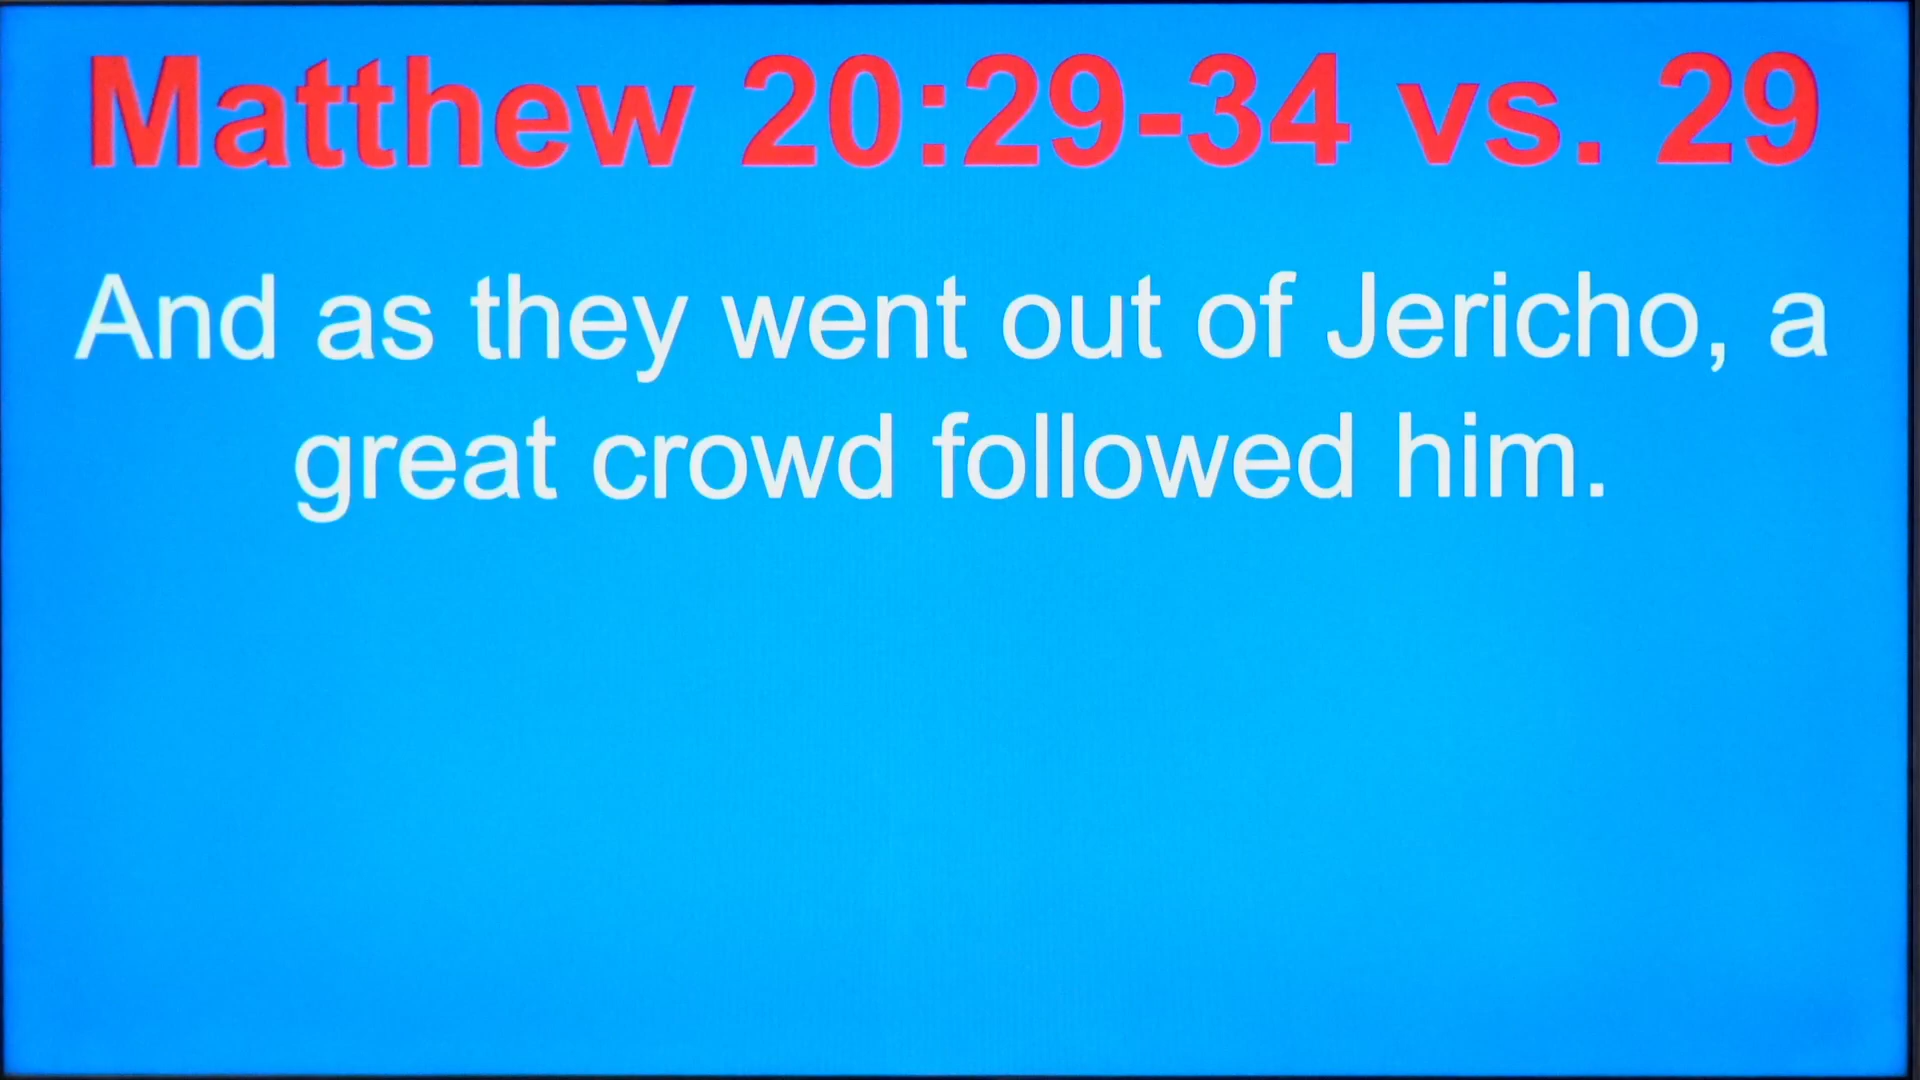 Matthew 20:29-34 vs. 29
And as they went out of Jericho, a
great crowd followed him.